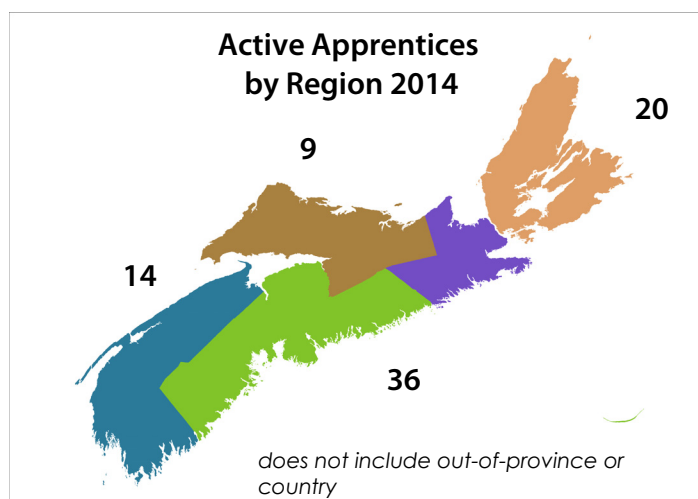 Active Apprentices
by Region 2014
20
9
14
36
does not include out-of-province or
country